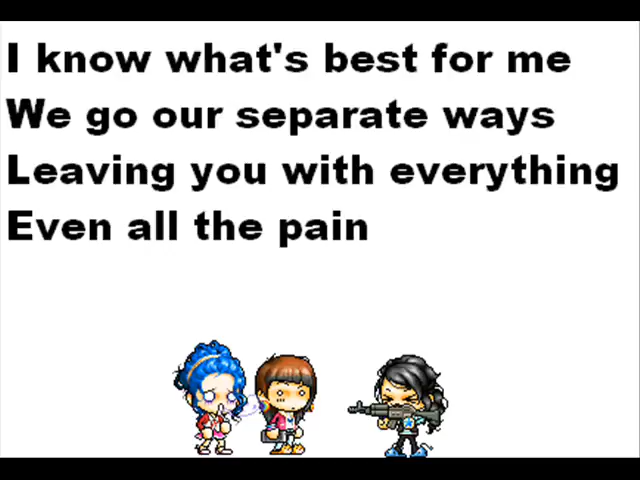 I know what's best for me
We go our separate ways
Leaving you with everything
Even all the pain